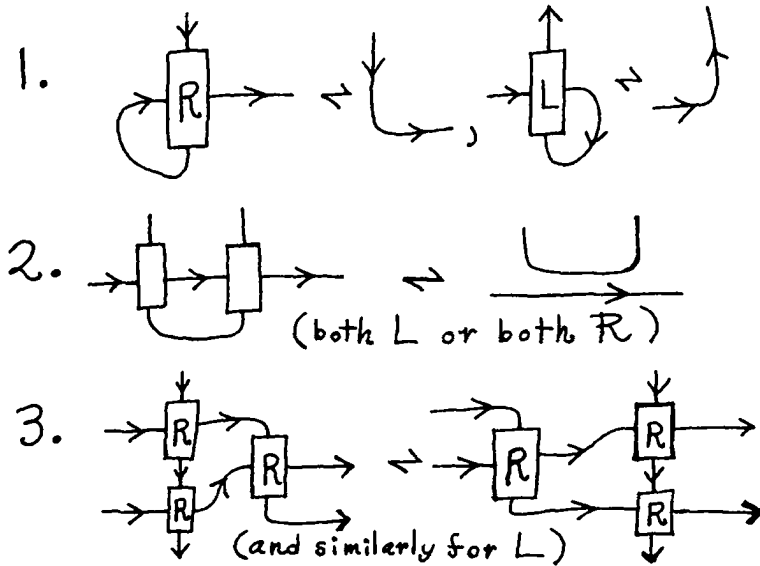 1. R , L
2. (both L or both R)
3. R R R R R R
(and similarly for L)